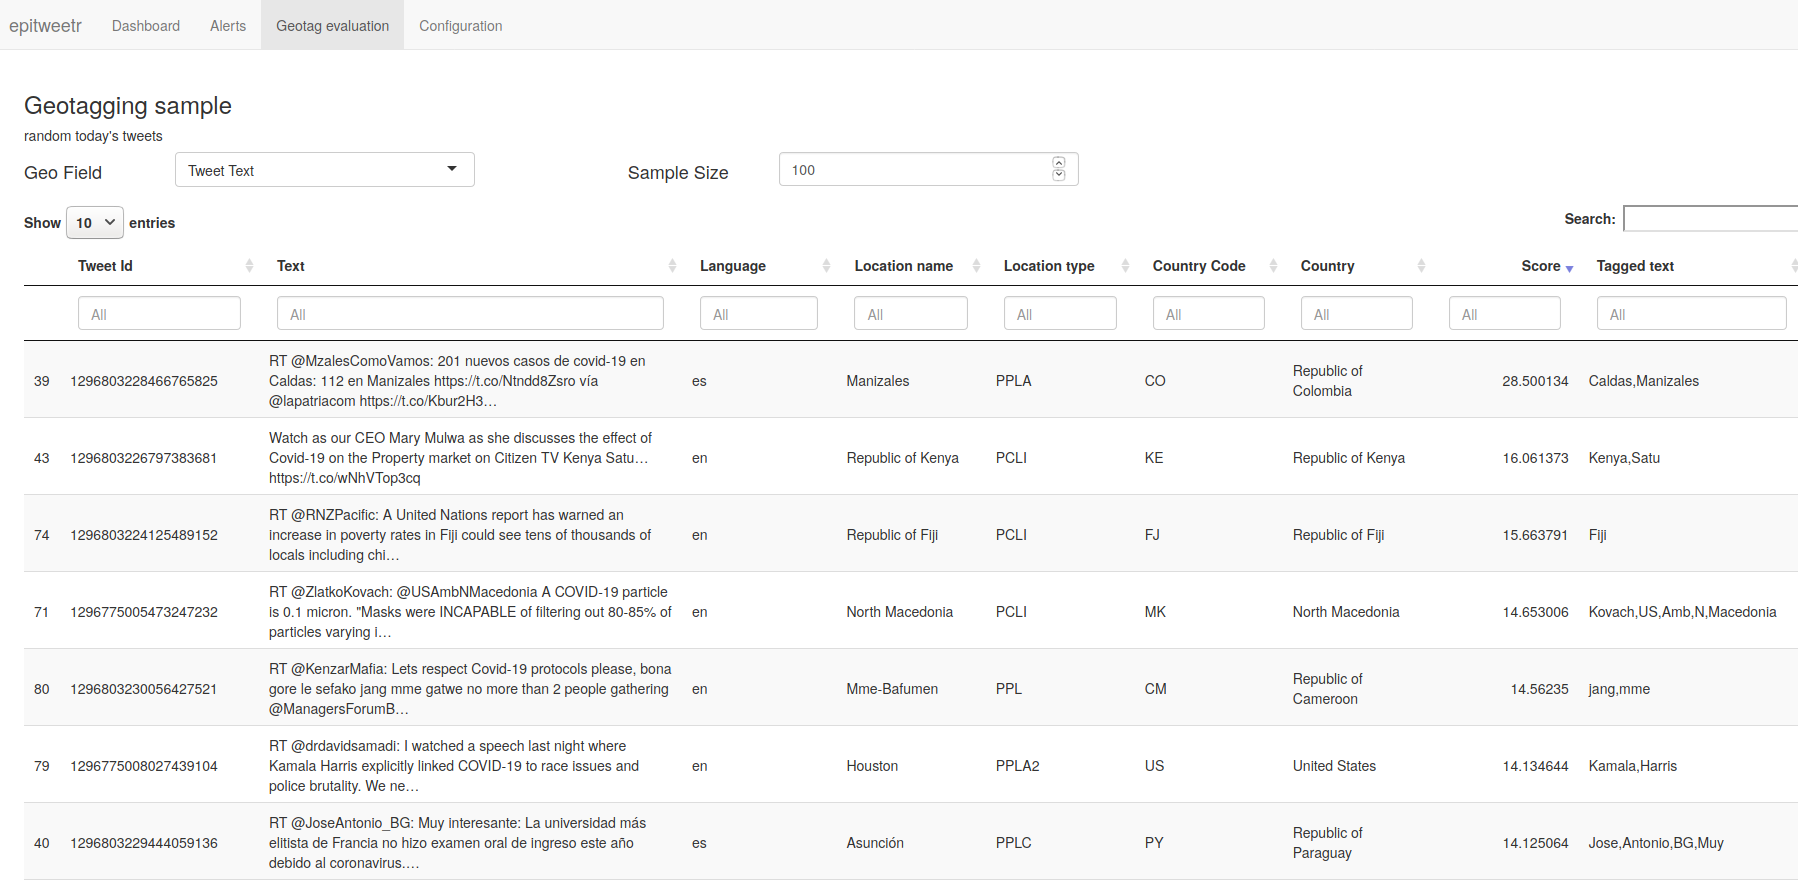 epitweetr Dashboard Alerts Geotag evaluation Configuration
Geotagging sample
random today's tweets
Geo Field Tweet Text Sample Size 100
Show 10 entries Search:
Tweet Id Text Language Location name Location type Country Code Country Score Tagged text
All All All All All All All All All
39 1296803228466765825 RT @MzalesComoVamos: 201 nuevos casos de covid-19 en
Caldas: 112 en Manizales https://t.co/Ntndd8Zsro vía
@lapatriacom https://t.co/Kbur2H3… es Manizales PPLA CO Republic of
Colombia 28.500134 Caldas,Manizales
43 1296803226797383681 Watch as our CEO Mary Mulwa as she discusses the effect of
Covid-19 on the Property market on Citizen TV Kenya Satu…
https://t.co/wNhVTop3cq en Republic of Kenya PCLI KE Republic of Kenya 16.061373 Kenya,Satu
74 1296803224125489152 RT @RNZPacific: A United Nations report has warned an
increase in poverty rates in Fiji could see tens of thousands of
locals including chi… en Republic of Fiji PCLI FJ Republic of Fiji 15.663791 Fiji
71 1296775005473247232 RT @ZlatkoKovach: @USAmbNMacedonia A COVID-19 particle
is 0.1 micron. "Masks were INCAPABLE of filtering out 80-85% of
particles varying i… en North Macedonia PCLI MK North Macedonia 14.653006 Kovach,US,Amb,N,Macedonia
80 1296803230056427521 RT @KenzarMafia: Lets respect Covid-19 protocols please, bona
gore le sefako jang mme gatwe no more than 2 people gathering
@ManagersForumB… en Mme-Bafumen PPL CM Republic of
Cameroon 14.56235 jang,mme
79 1296775008027439104 RT @drdavidsamadi: I watched a speech last night where
Kamala Harris explicitly linked COVID-19 to race issues and
police brutality. We ne… en Houston PPLA2 US United States 14.134644 Kamala,Harris
40 1296803229444059136 RT @JoseAntonio_BG: Muy interesante: La universidad más
elitista de Francia no hizo examen oral de ingreso este año
debido al coronavirus.… es Asunción PPLC PY Republic of
Paraguay 14.125064 Jose,Antonio,BG,Muy